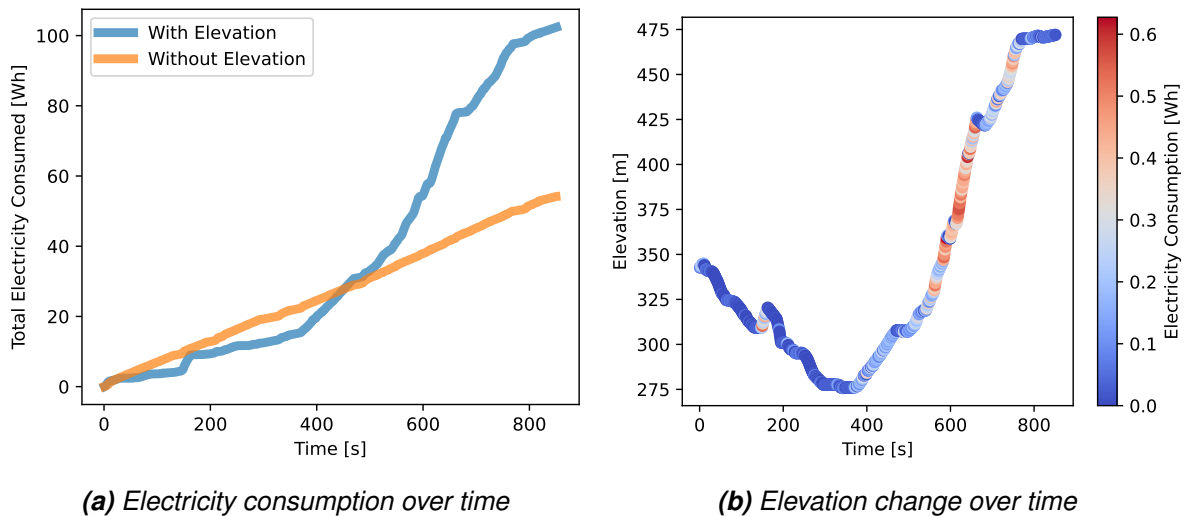 With Elevation
Without Elevation
100
80
60
40
20
0
Total Electricity Consumed [Wh]
0 200 400 600 800
Time [s]
(a) Electricity consumption over time
475
450
425
400
375
350
325
300
275
Elevation [m]
0 200 400 600 800
Time [s]
0.6
0.5
0.4
0.3
0.2
0.1
0.0
Electricity Consumption [Wh]
(b) Elevation change over time